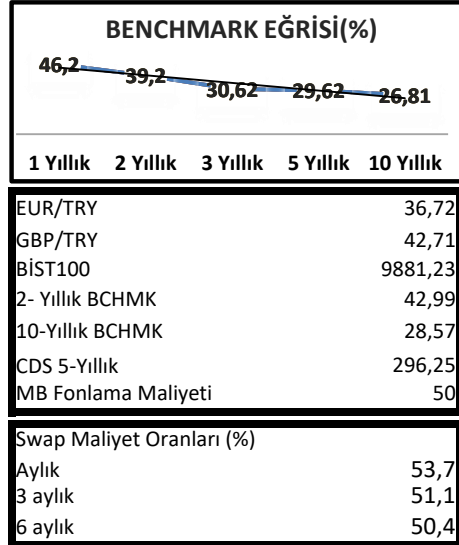 BENCHMARK EĞRİSİ(%)
46,2 39,2 30,62 29,62 26,81
1 Yıllık 2 Yıllık 3 Yıllık 5 Yıllık 10 Yıllık
EUR/TRY 36,72
GBP/TRY 42,71
BİST100 9881,23
2- Yıllık BCHMK 42,99
10-Yıllık BCHMK 28,57
CDS 5-Yıllık 296,25
MB Fonlama Maliyeti 50
Swap Maliyet Oranları (%)
Aylık 53,7
3 aylık 51,1
6 aylık 50,4